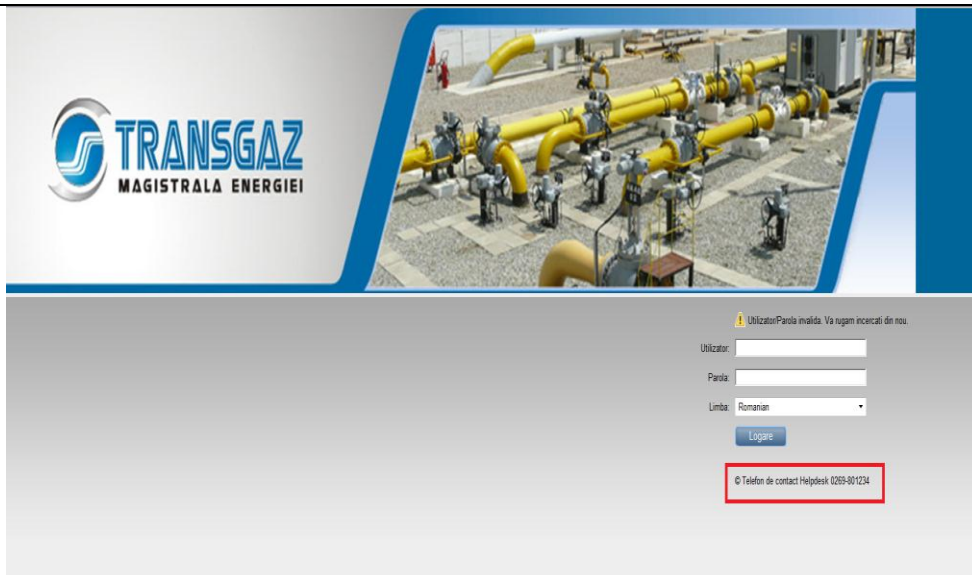 TRANSGAZ
MAGISTRALA ENERGIEI
Utilizator/Parola invalida. Va rugam incercati din nou.
Utilizator:
Parola:
Limba: Romanian
Logare
© Telefon de contact Helpdesk 0269-801234